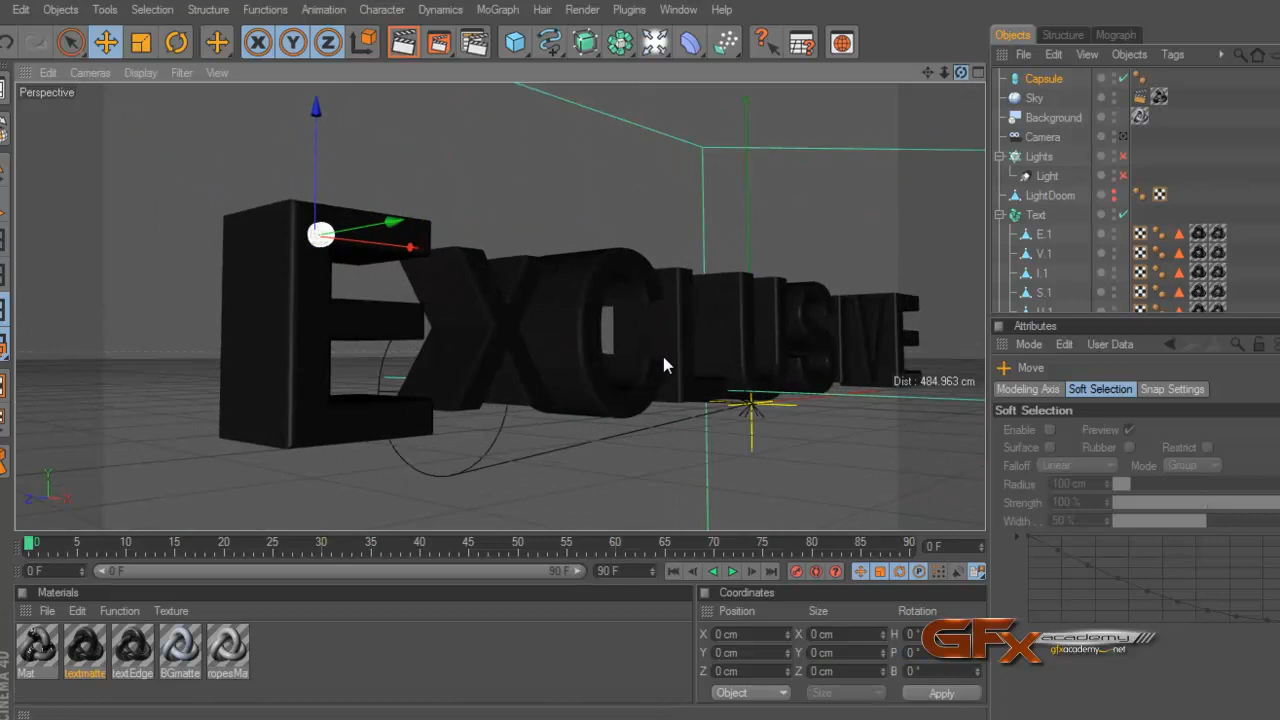 Edit Objects Tools Selection Structure Functions Animation Character Dynamics MoGraph Hair Render Plugins Window Help
X Y Z
Objects Structure Mograph
File Edit View Objects Tags
Edit Cameras Display Filter View
Perspective
Capsule
Sky
Background
Camera
Lights
Light
LightDoom
Text
E.1
V.1
I.1
S.1
EXCLUSIVE
Dist : 484.963 cm
Attributes
Mode Edit User Data
Move
Modeling Axis Soft Selection Snap Settings
Soft Selection
Enable Preview
Surface Rubber Restrict
Falloff Linear Mode Group
Radius 100 cm
Strength 100 %
Width . . 50 %
Y
Z X
0 5 10 15 20 25 30 35 40 45 50 55 60 65 70 75 80 85 90 0 F
0 F 0 F 90 F 90 F
Materials
File Edit Function Texture
Mat textmatte textEdge BGmatte ropesMa
Coordinates
Position Size Rotation
X 0 cm X 0 cm H 0 °
Y 0 cm Y 0 cm P 0 °
Z 0 cm Z 0 cm B 0 °
Object Size Apply
GFx academy
gfxacademy.net
CINEMA 4D